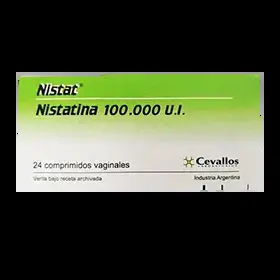 Nistat®
Nistatina 100.000 U.I.
24 comprimidos vaginales
Venta bajo receta archivada
Cevallos
Industria Argentina